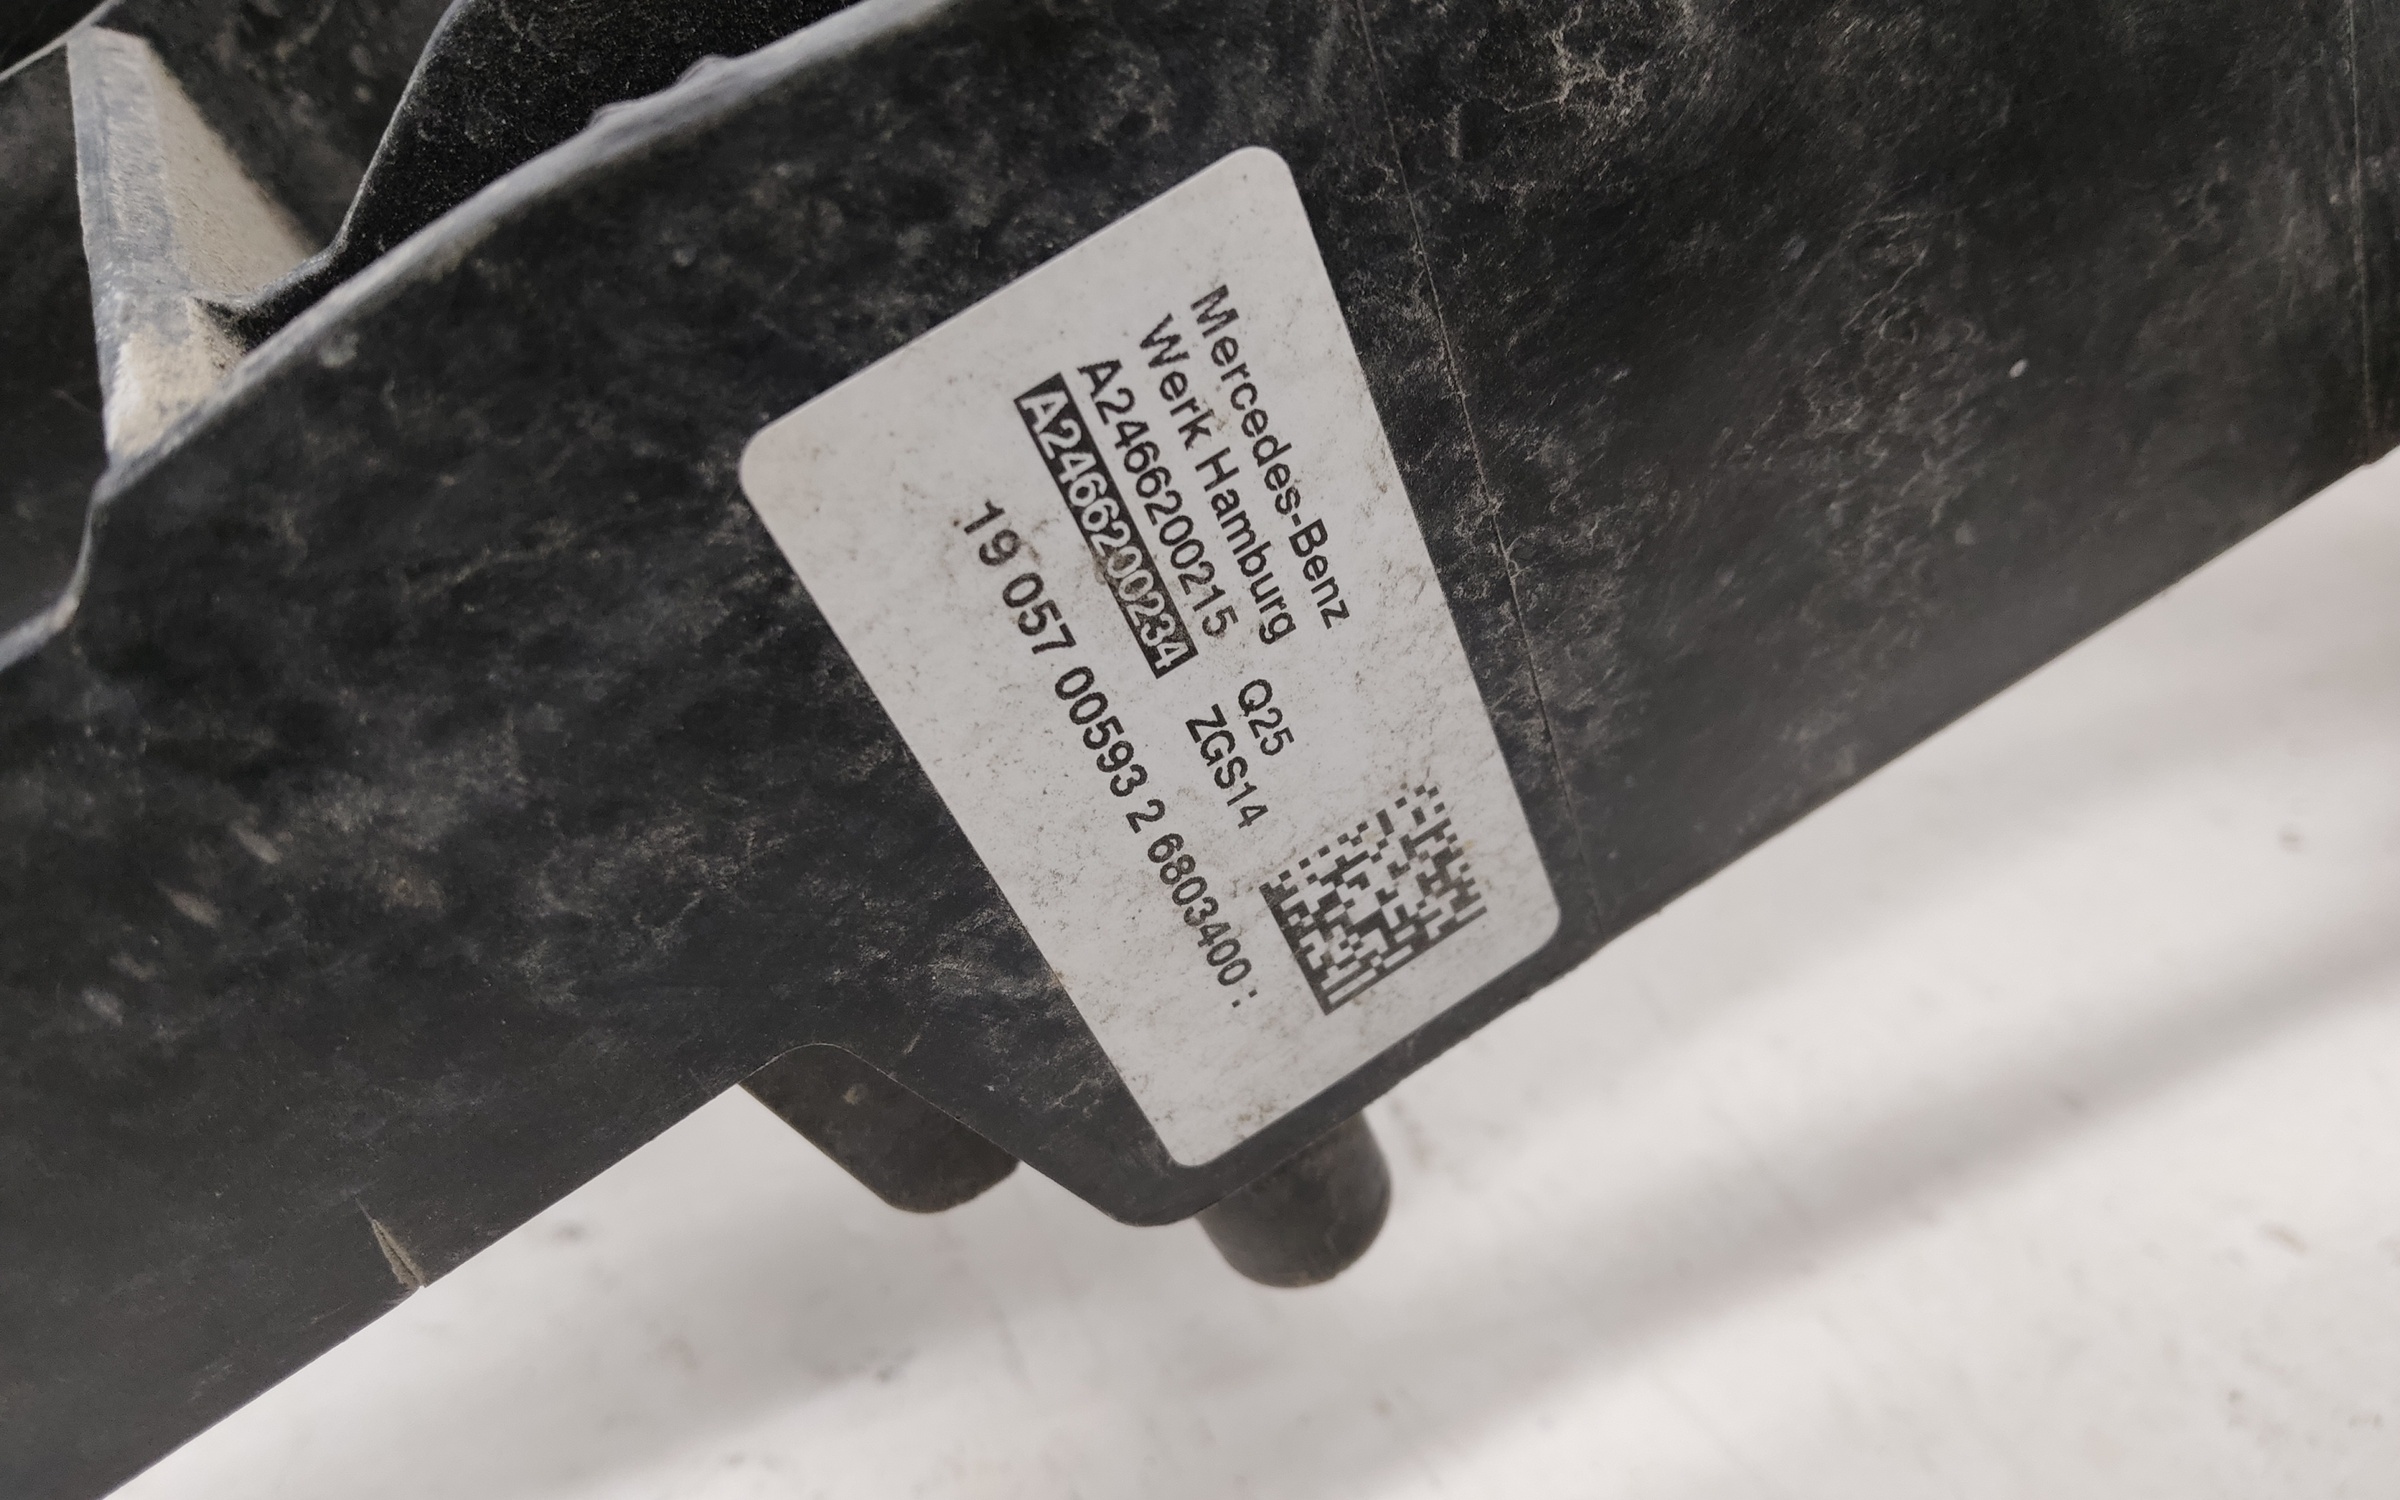 Mercedes-Benz
Werk Hamburg
A2466200215 Q25
A2466200234 ZGS14
19 057 00593 2 6803400 :